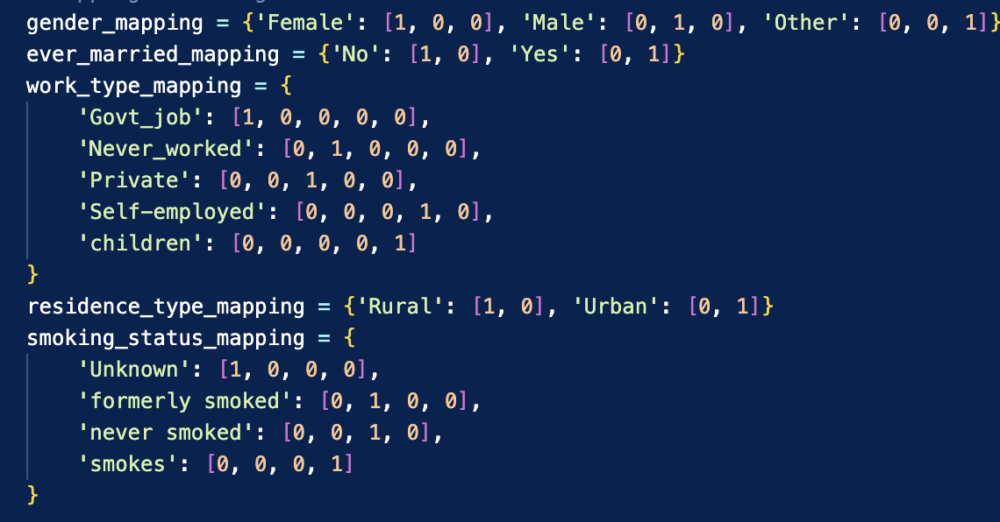 gender_mapping = {'Female': [1, 0, 0], 'Male': [0, 1, 0], 'Other': [0, 0, 1]}
ever_married_mapping = {'No': [1, 0], 'Yes': [0, 1]}
work_type_mapping = {
    'Govt_job': [1, 0, 0, 0, 0],
    'Never_worked': [0, 1, 0, 0, 0],
    'Private': [0, 0, 1, 0, 0],
    'Self-employed': [0, 0, 0, 1, 0],
    'children': [0, 0, 0, 0, 1]
}
residence_type_mapping = {'Rural': [1, 0], 'Urban': [0, 1]}
smoking_status_mapping = {
    'Unknown': [1, 0, 0, 0],
    'formerly smoked': [0, 1, 0, 0],
    'never smoked': [0, 0, 1, 0],
    'smokes': [0, 0, 0, 1]
}